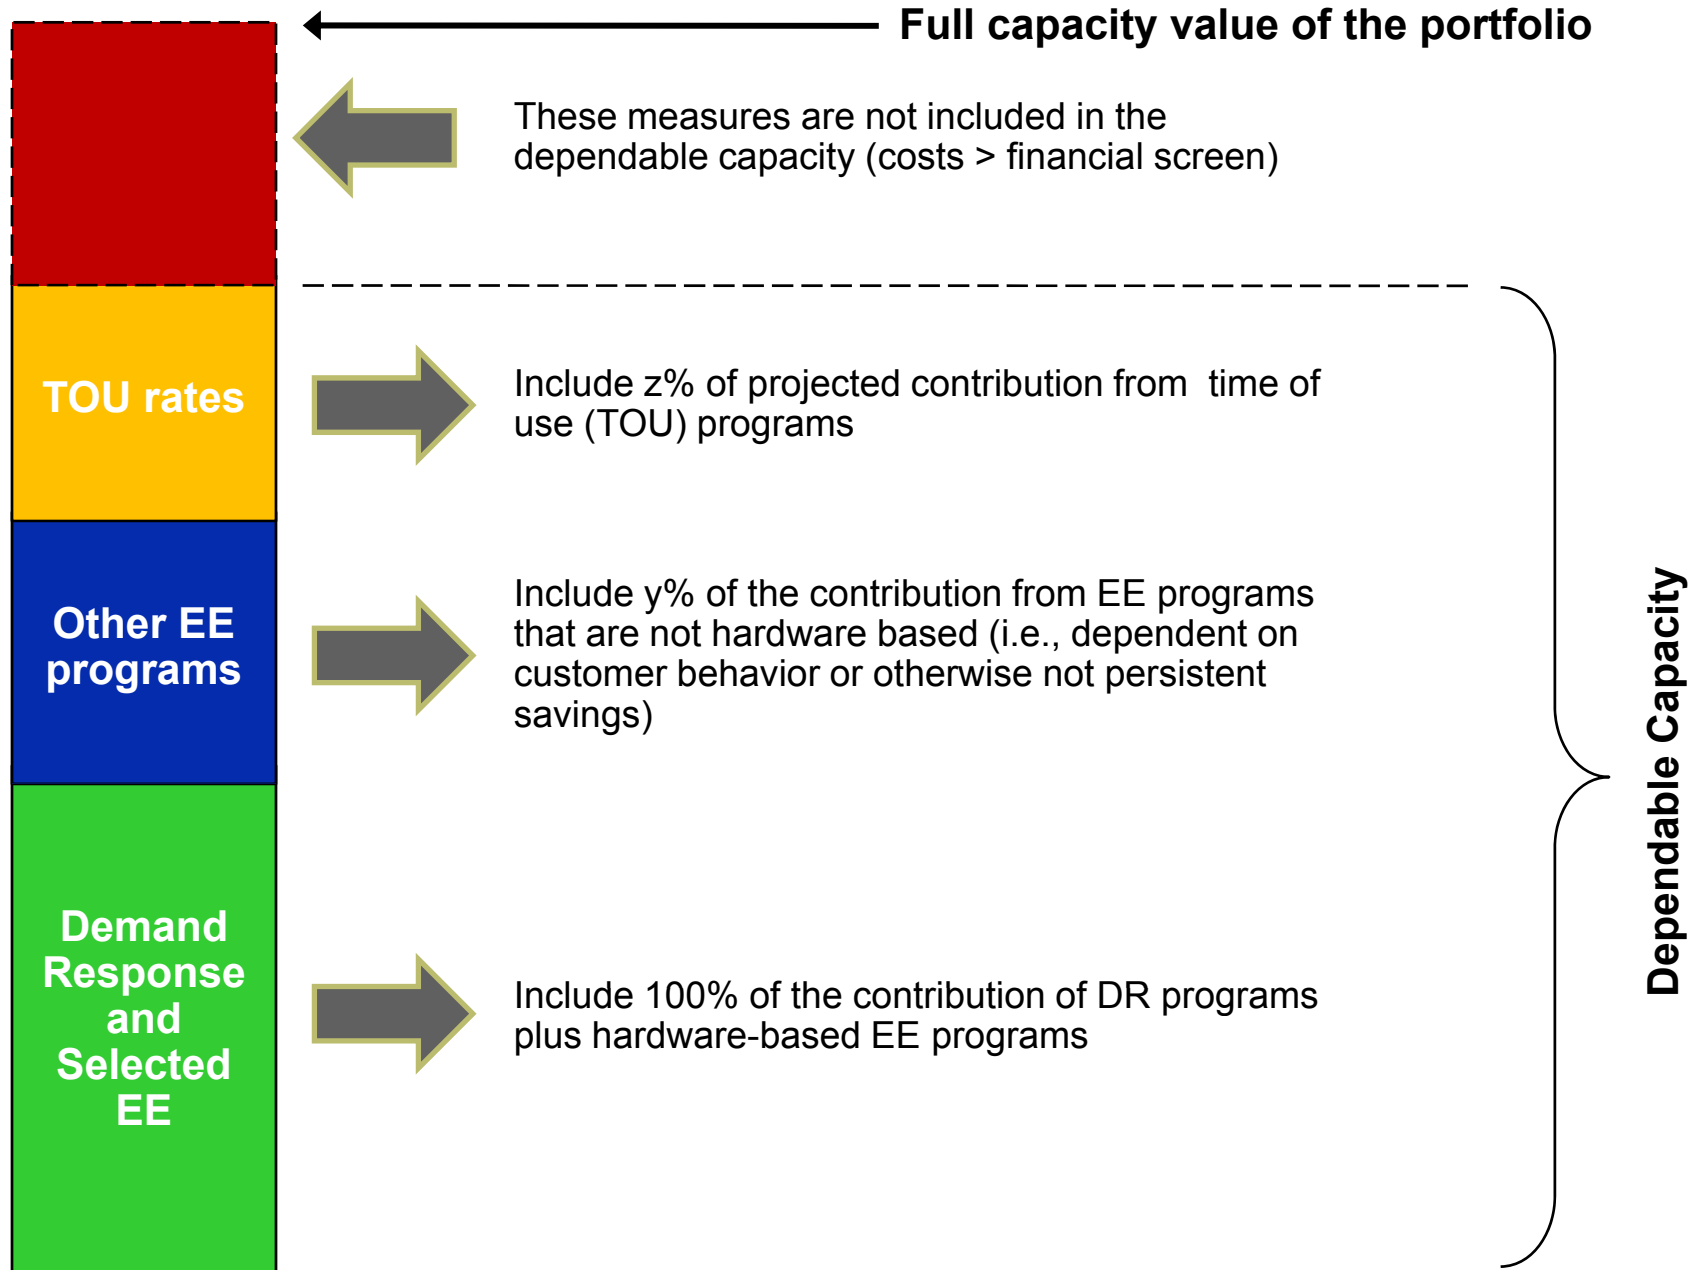 Full capacity value of the portfolio
These measures are not included in the
dependable capacity (costs > financial screen)
TOU rates
Include z% of projected contribution from  time of
use (TOU) programs
Other EE
programs
Include y% of the contribution from EE programs
that are not hardware based (i.e., dependent on
customer behavior or otherwise not persistent
savings)
Demand
Response
and
Selected
EE
Include 100% of the contribution of DR programs
plus hardware-based EE programs
Dependable Capacity